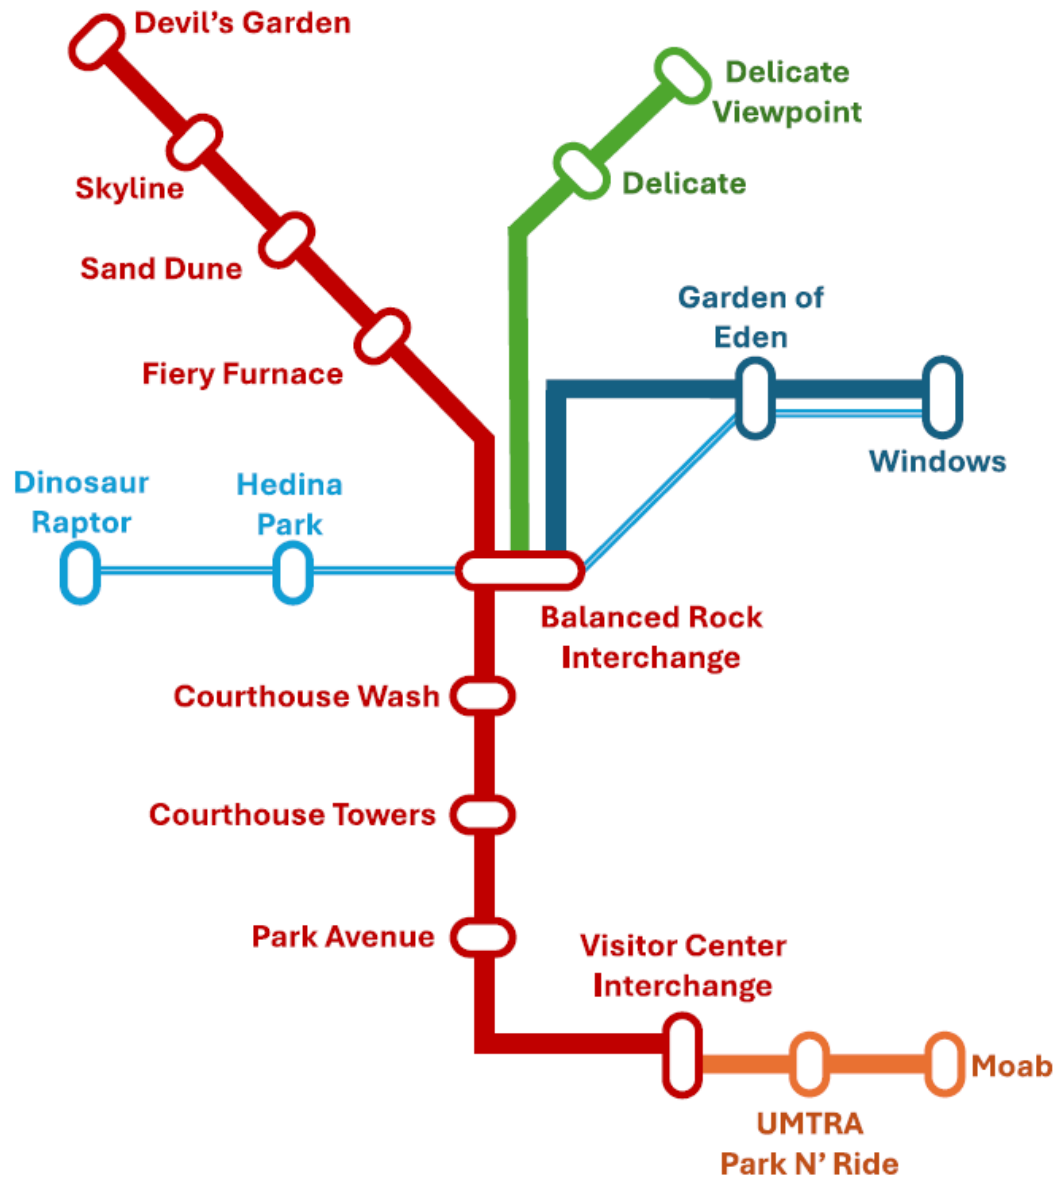 Devil's Garden
Delicate
Viewpoint
Skyline
Delicate
Sand Dune
Garden of
Eden
Fiery Furnace
Windows
Dinosaur
Raptor
Hedina
Park
Balanced Rock
Interchange
Courthouse Wash
Courthouse Towers
Park Avenue
Visitor Center
Interchange
Moab
UMTRA
Park N' Ride